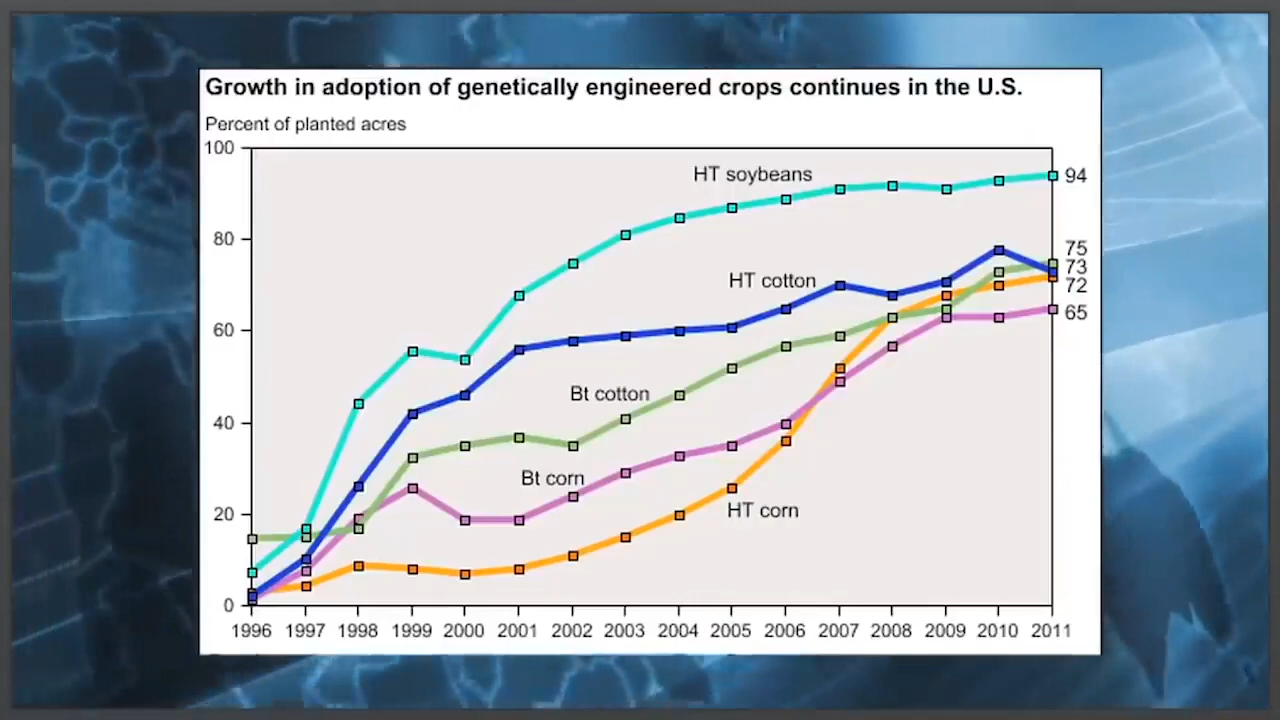 Growth in adoption of genetically engineered crops continues in the U.S.
Percent of planted acres
100
80
60
40
20
0
HT soybeans
HT cotton
Bt cotton
Bt corn
HT corn
94
75
73
72
65
1996 1997 1998 1999 2000 2001 2002 2003 2004 2005 2006 2007 2008 2009 2010 2011